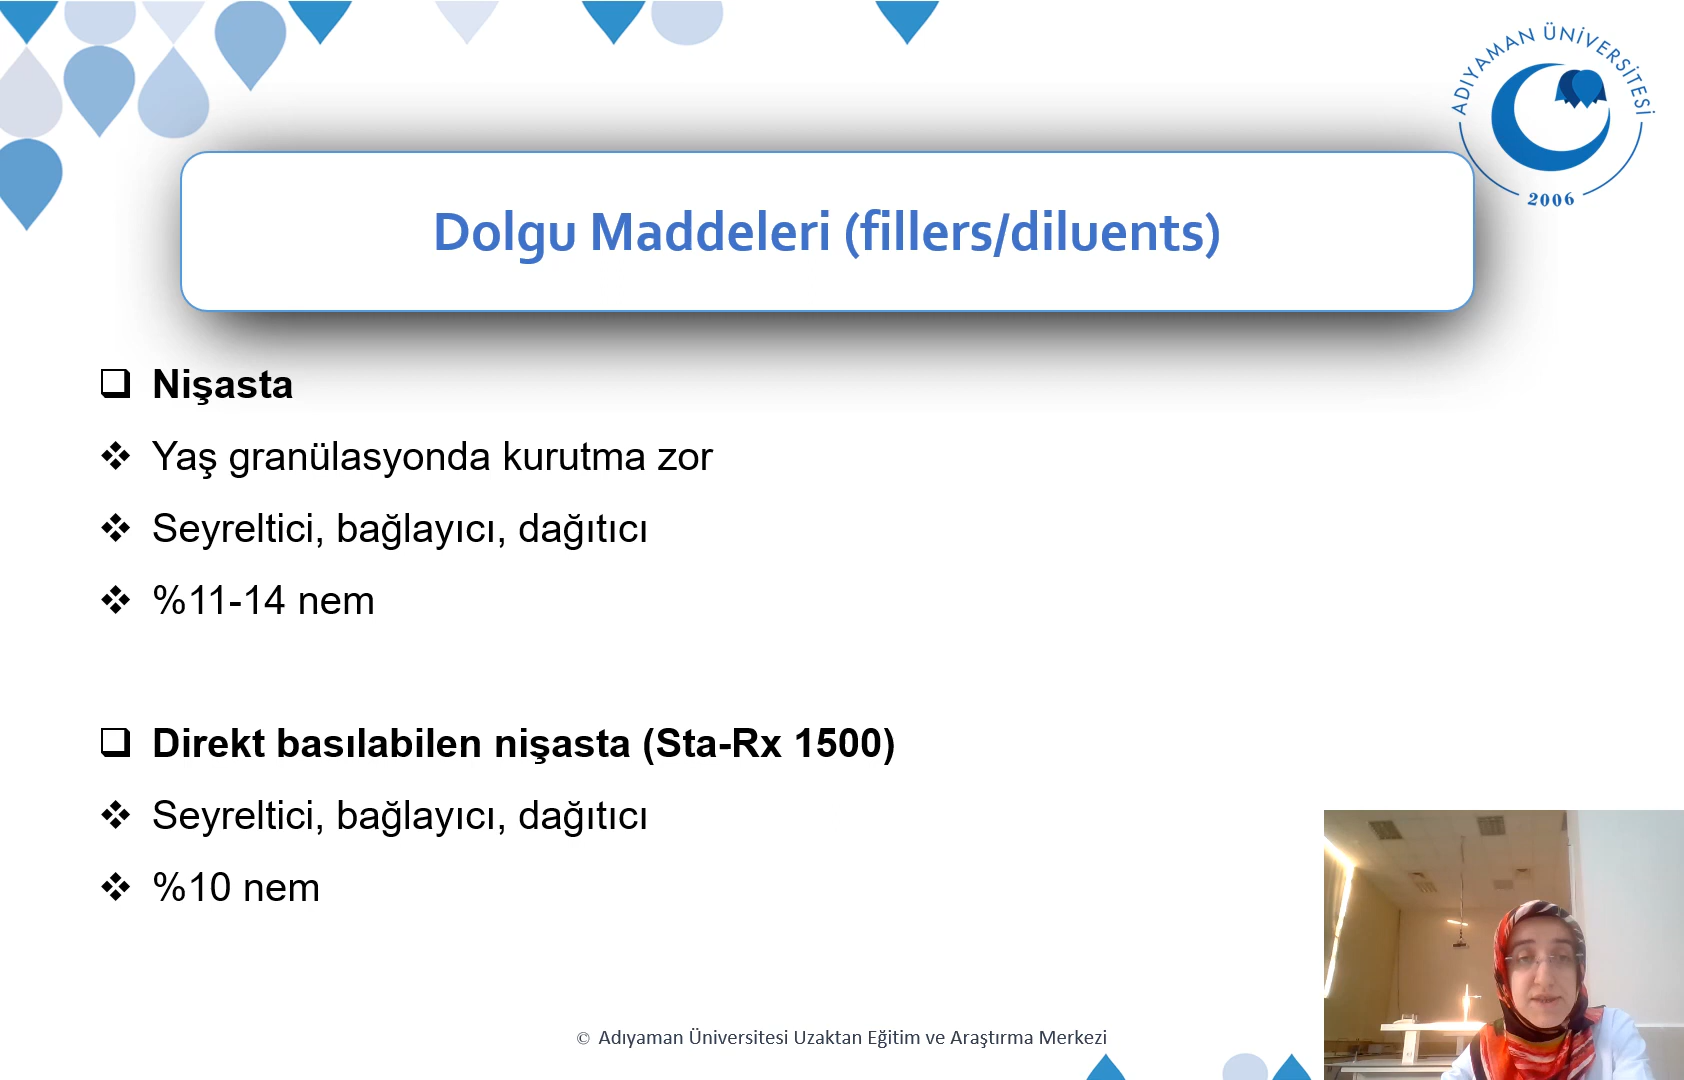 ADIYAMAN ÜNİVERSİTESİ
2006
Dolgu Maddeleri (fillers/diluents)
Nişasta
Yaş granülasyonda kurutma zor
Seyreltici, bağlayıcı, dağıtıcı
%11-14 nem
Direkt basılabilen nişasta (Sta-Rx 1500)
Seyreltici, bağlayıcı, dağıtıcı
%10 nem
© Adıyaman Üniversitesi Uzaktan Eğitim ve Araştırma Merkezi